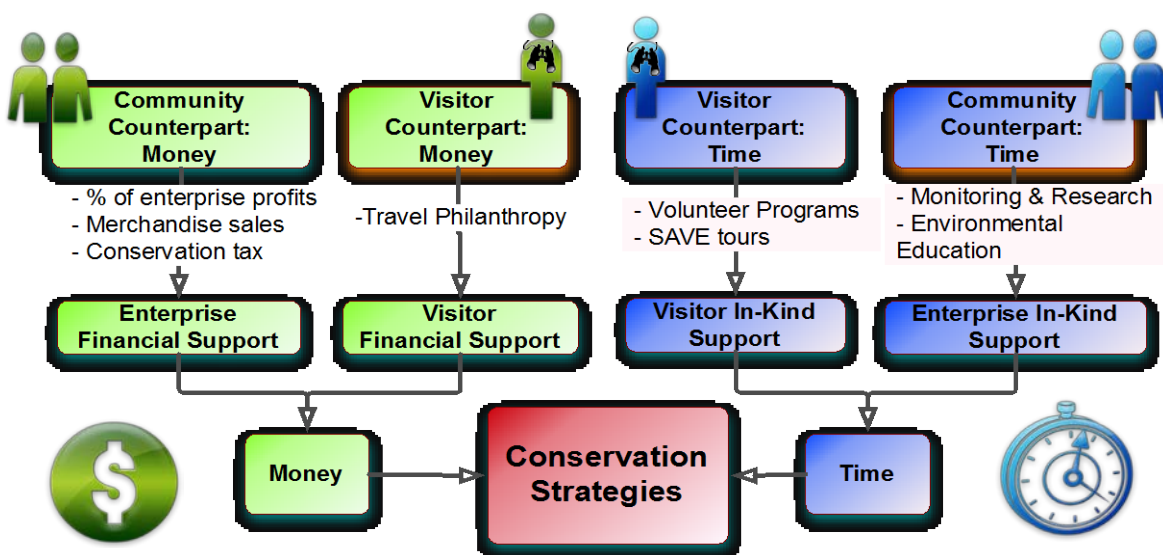 Community
Counterpart:
Money
Visitor
Counterpart:
Money
Visitor
Counterpart:
Time
Community
Counterpart:
Time
- % of enterprise profits
- Merchandise sales
- Conservation tax
-Travel Philanthropy
- Volunteer Programs
- SAVE tours
- Monitoring & Research
- Environmental
Education
Enterprise
Financial Support
Visitor
Financial Support
Visitor In-Kind
Support
Enterprise In-Kind
Support
$
Money
Conservation
Strategies
Time